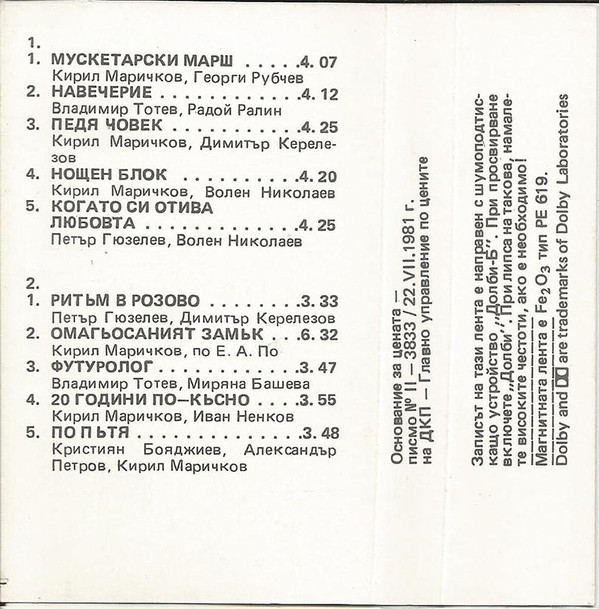 1.
1. МУСКЕТАРСКИ МАРШ . . . . .4. 07
Кирил Маричков, Георги Рубчев
2. НАВЕЧЕРИЕ . . . . . . . . . . . .4. 12
Владимир Тотев, Радой Ралин
3. ПЕДЯ ЧОВЕК . . . . . . . . . . .4. 25
Кирил Маричков, Димитър Кереле-
зов
4. НОЩЕН БЛОК . . . . . . . . . .4. 20
Кирил Маричков, Волен Николаев
5. КОГАТО СИ ОТИВА
ЛЮБОВТА . . . . . . . . . . . . .4. 25
Петър Гюзелев, Волен Николаев
2.
1. РИТЪМ В РОЗОВО . . . . . . . .3. 33
Петър Гюзелев, Димитър Керелезов
2. ОМАГЬОСАНИЯТ ЗАМЪК . . .6. 32
Кирил Маричков, по Е. А. По
3. ФУТУРОЛОГ . . . . . . . . . . . .3. 47
Владимир Тотев, Миряна Башева
4. 20 ГОДИНИ ПО—КЪСНО . . . .3. 55
Кирил Маричков, Иван Ненков
5. ПО ПЪТЯ . . . . . . . . . . . . . .3. 48
Кристиян Бояджиев, Александър
Петров, Кирил Маричков
Основание за цената —
писмо № II — 3833 / 22.VII.1981 г.
на ДКП — Главно управление по цените
Записът на тази лента е направен с шумоподтис-
кащо устройство „Долби-Б". При просвирване
включете „Долби". При липса на такова, намале-
те високите честоти, ако е необходимо!
Магнитната лента е Fe2O3 тип РЕ 619.
Dolby and DD are trademarks of Dolby Laboratories